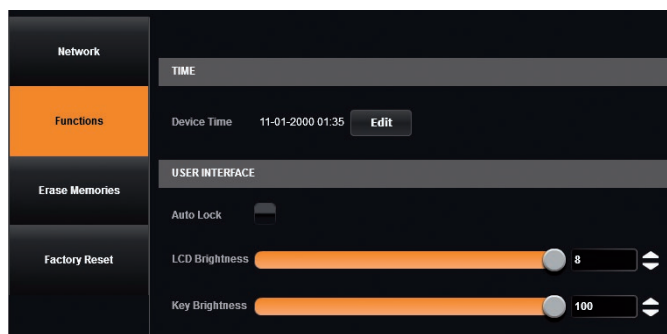 Network
TIME
Functions
Device Time 11-01-2000 01:35 Edit
USER INTERFACE
Erase Memories
Auto Lock
Factory Reset
LCD Brightness 8
Key Brightness 100